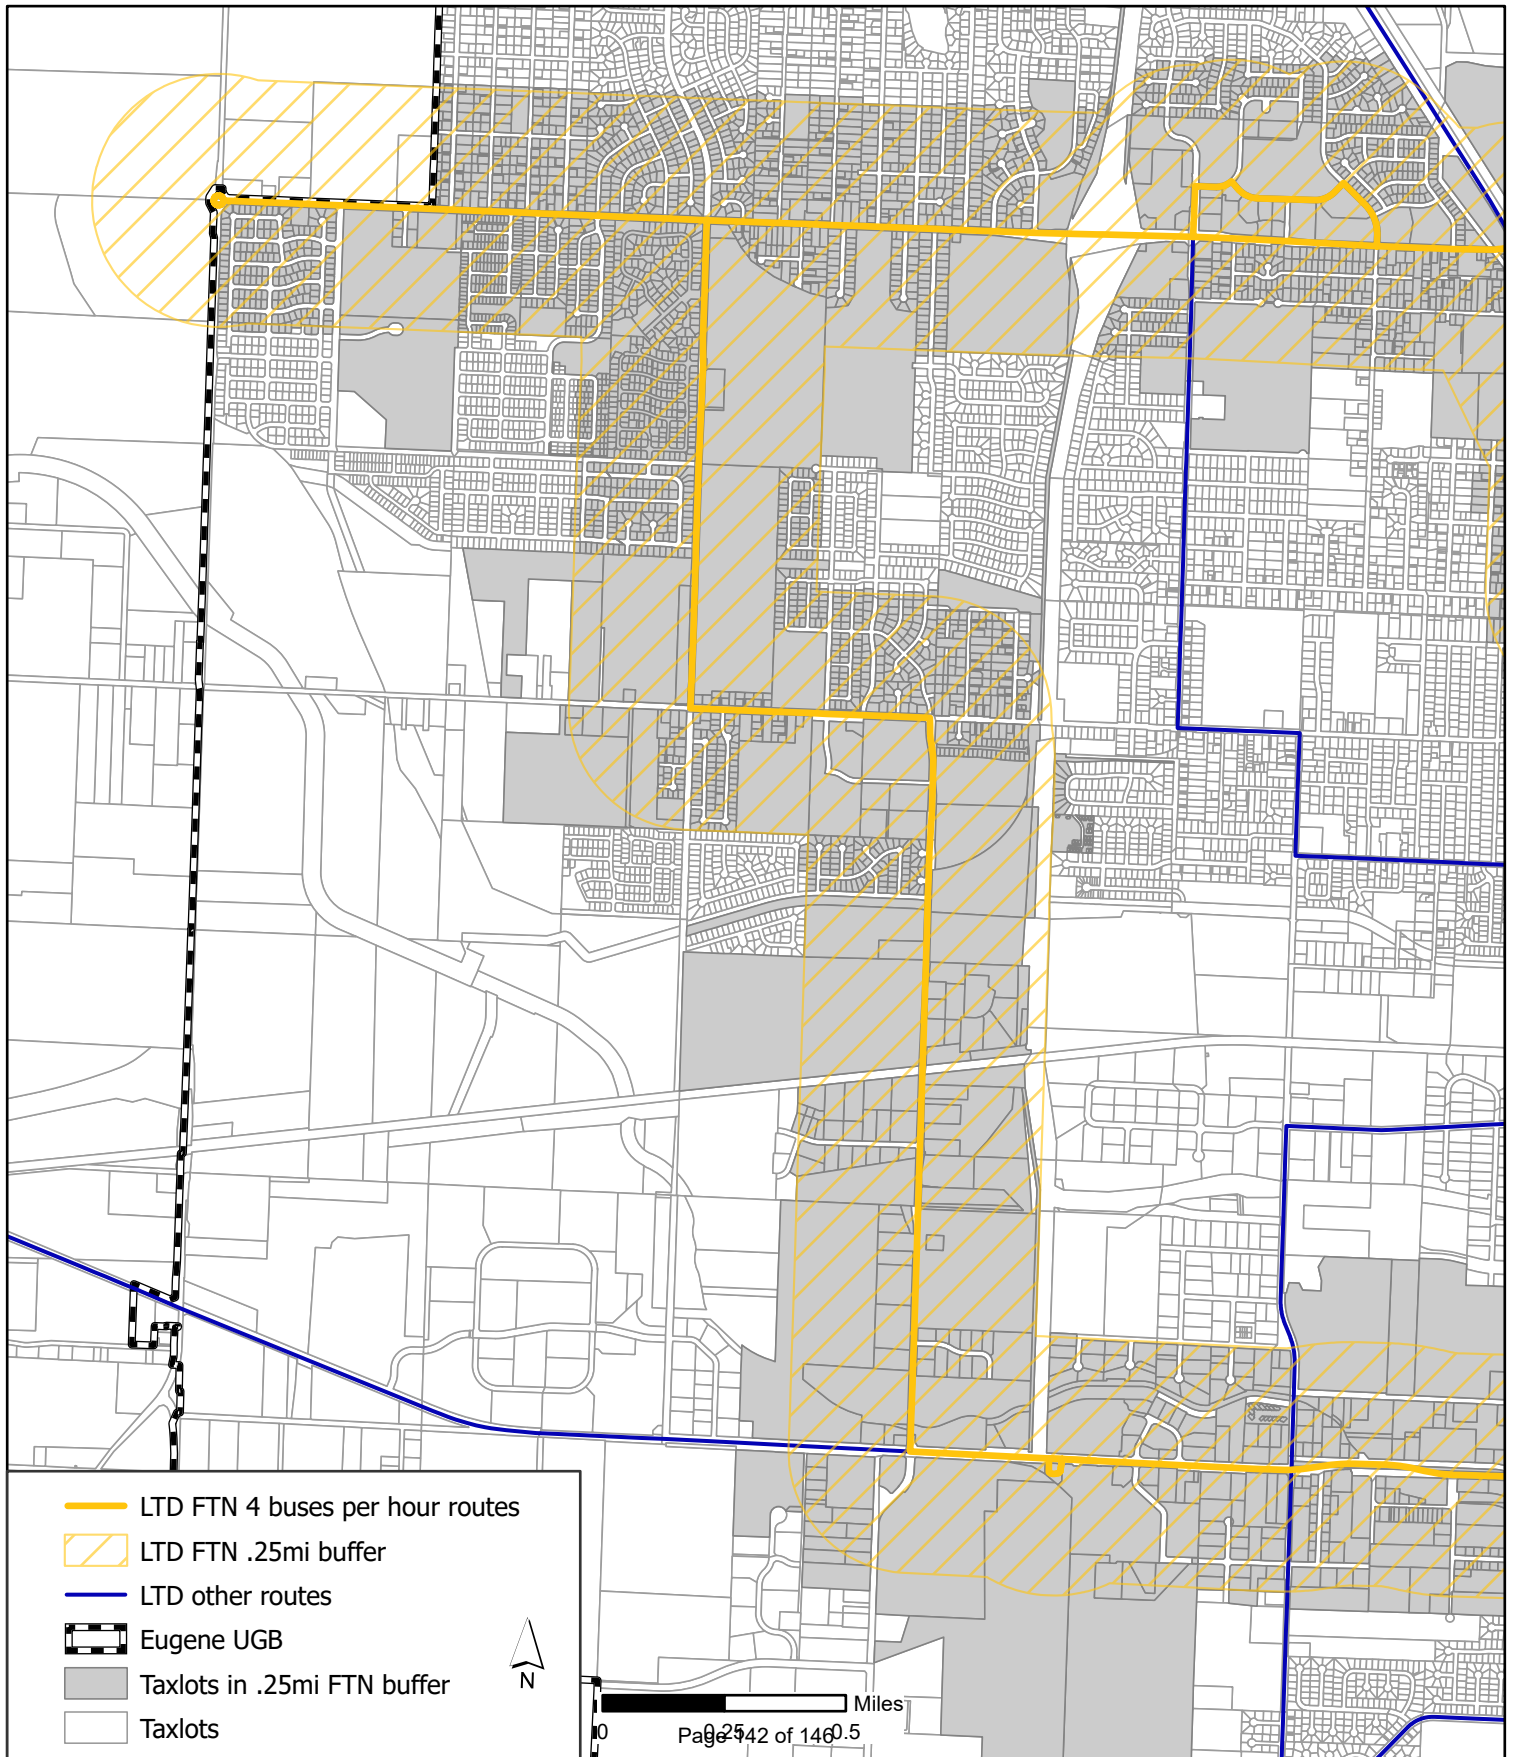 LTD FTN 4 buses per hour routes
LTD FTN .25mi buffer
LTD other routes
Eugene UGB
Taxlots in .25mi FTN buffer
Taxlots
N
Miles
0 0.25 0.5
Page 142 of 146